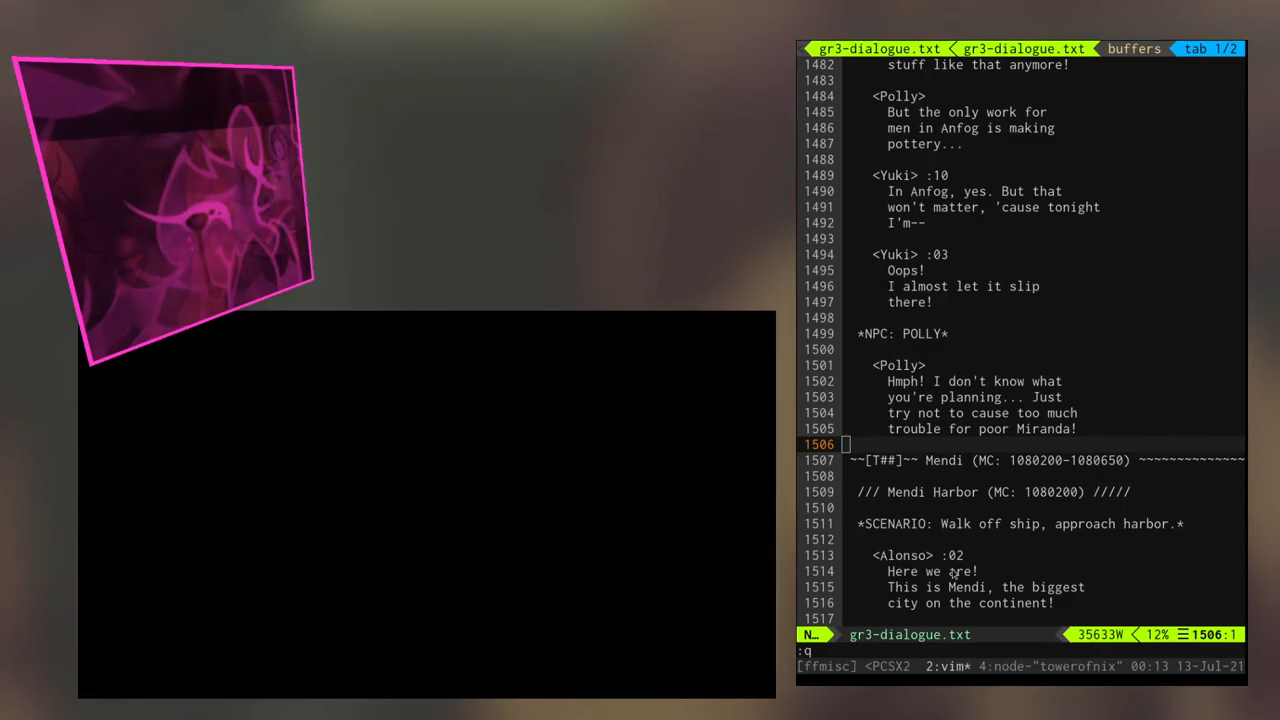 gr3-dialogue.txt gr3-dialogue.txt buffers tab 1/2
1482 stuff like that anymore!
1483
1484 <Polly>
1485 But the only work for
1486 men in Anfog is making
1487 pottery...
1488
1489 <Yuki> :10
1490 In Anfog, yes. But that
1491 won't matter, 'cause tonight
1492 I'm--
1493
1494 <Yuki> :03
1495 Oops!
1496 I almost let it slip
1497 there!
1498
1499 *NPC: POLLY*
1500
1501 <Polly>
1502 Hmph! I don't know what
1503 you're planning... Just
1504 try not to cause too much
1505 trouble for poor Miranda!
1506
1507 ~~[T##]~~ Mendi (MC: 1080200-1080650) ~~~~~~~~~~~~~~
1508
1509 /// Mendi Harbor (MC: 1080200) /////
1510
1511 *SCENARIO: Walk off ship, approach harbor.*
1512
1513 <Alonso> :02
1514 Here we are!
1515 This is Mendi, the biggest
1516 city on the continent!
1517
N… gr3-dialogue.txt 35633W 12% ☰1506:1
:q
[ffmisc] <PCSX2 2:vim* 4:node-"towerofnix" 00:13 13-Jul-21